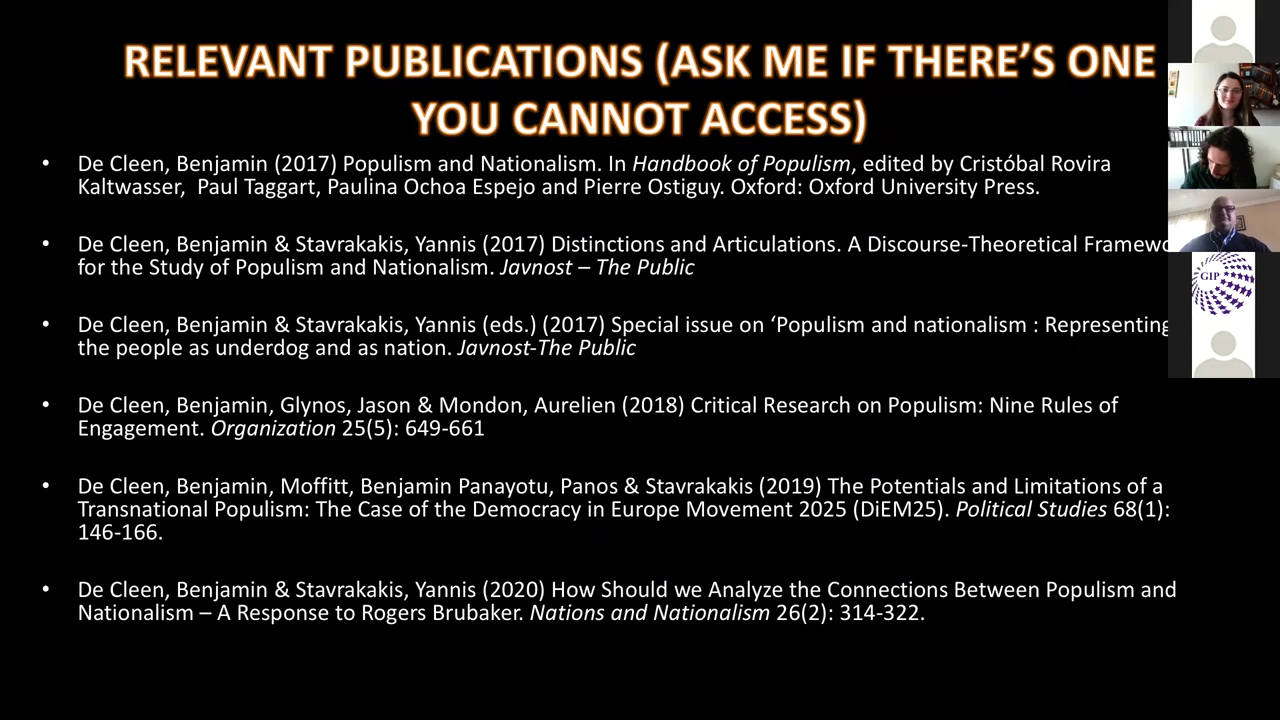 RELEVANT PUBLICATIONS (ASK ME IF THERE'S ONE
YOU CANNOT ACCESS)
• De Cleen, Benjamin (2017) Populism and Nationalism. In Handbook of Populism, edited by Cristóbal Rovira
Kaltwasser,  Paul Taggart, Paulina Ochoa Espejo and Pierre Ostiguy. Oxford: Oxford University Press.
• De Cleen, Benjamin & Stavrakakis, Yannis (2017) Distinctions and Articulations. A Discourse-Theoretical Framewo
for the Study of Populism and Nationalism. Javnost – The Public
• De Cleen, Benjamin & Stavrakakis, Yannis (eds.) (2017) Special issue on ‘Populism and nationalism : Representing
the people as underdog and as nation. Javnost-The Public
• De Cleen, Benjamin, Glynos, Jason & Mondon, Aurelien (2018) Critical Research on Populism: Nine Rules of
Engagement. Organization 25(5): 649-661
• De Cleen, Benjamin, Moffitt, Benjamin Panayotu, Panos & Stavrakakis (2019) The Potentials and Limitations of a
Transnational Populism: The Case of the Democracy in Europe Movement 2025 (DiEM25). Political Studies 68(1):
146-166.
• De Cleen, Benjamin & Stavrakakis, Yannis (2020) How Should we Analyze the Connections Between Populism and
Nationalism – A Response to Rogers Brubaker. Nations and Nationalism 26(2): 314-322.
GIP